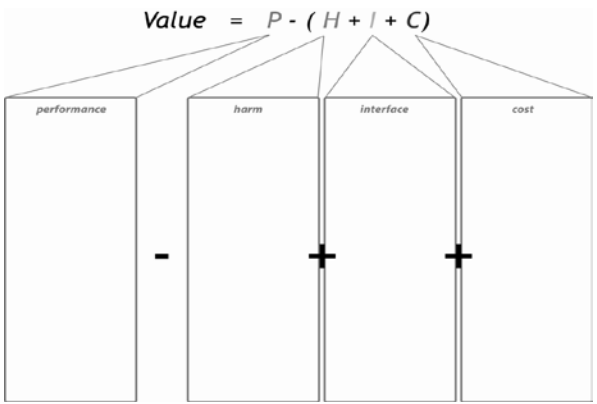 Value = P - ( H + I + C)
performance harm interface cost
- + +